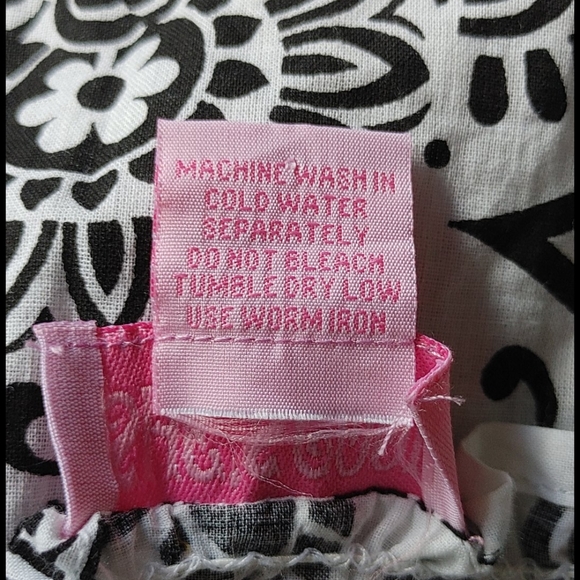 MACHINE WASH IN
COLD WATER
SEPARATELY
DO NOT BLEACH
TUMBLE DRY LOW
USE WORM IRON